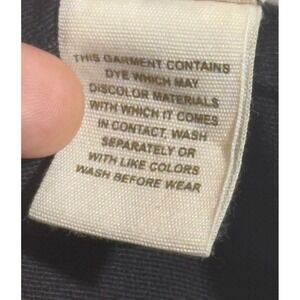 THIS GARMENT CONTAINS
DYE WHICH MAY
DISCOLOR MATERIALS
WITH WHICH IT COMES
IN CONTACT. WASH
SEPARATELY OR
WITH LIKE COLORS
WASH BEFORE WEAR